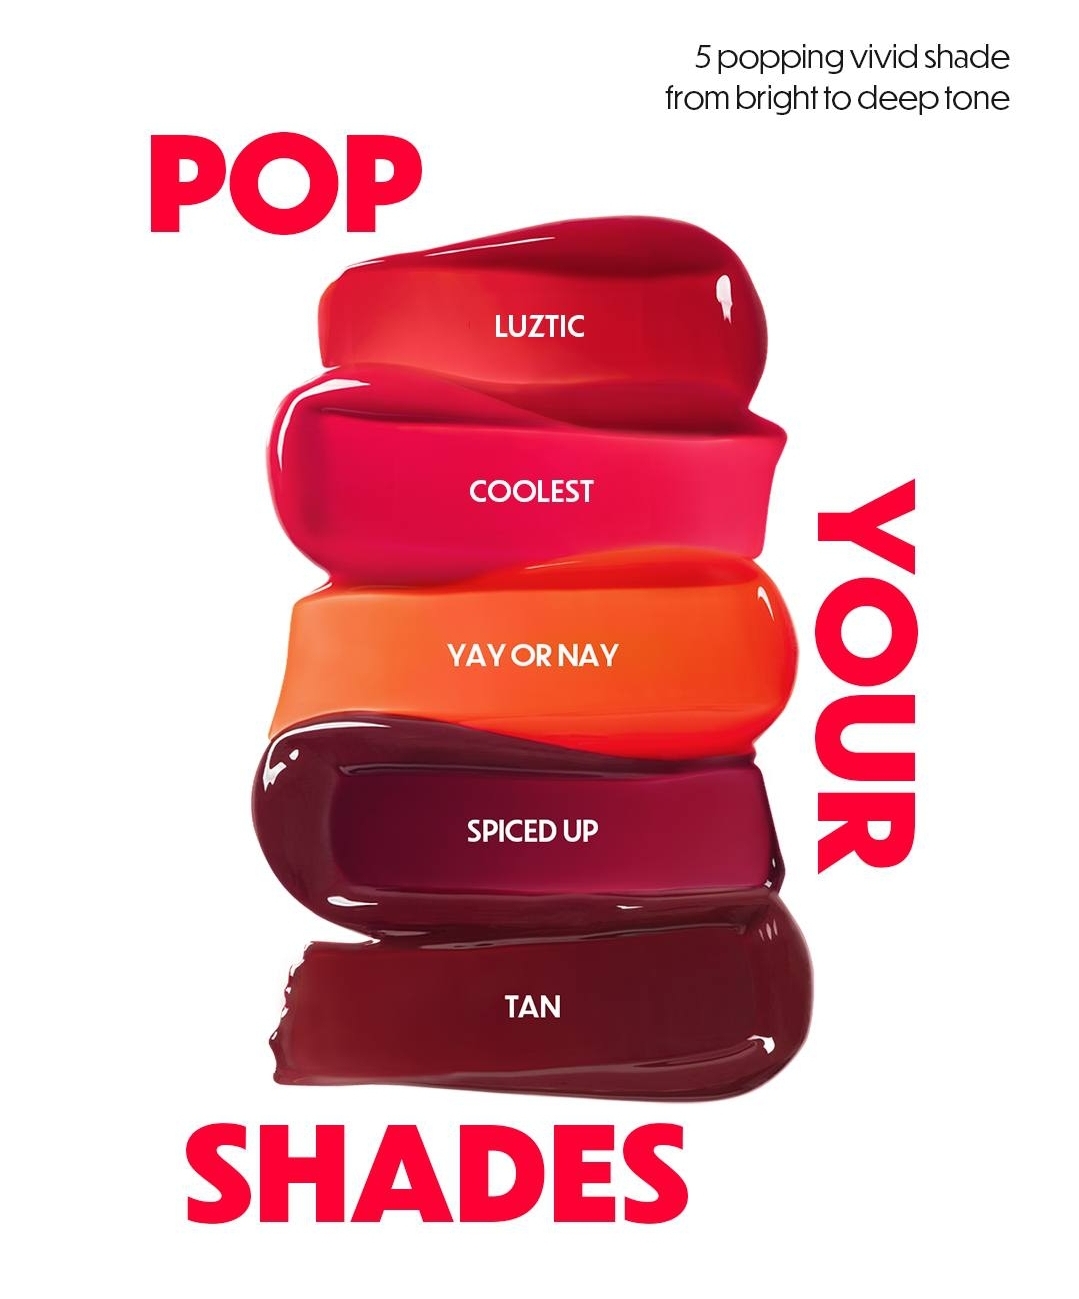 5 popping vivid shade
from bright to deep tone
POP
LUZTIC
COOLEST
YAY OR NAY
YOUR
SPICED UP
TAN
SHADES